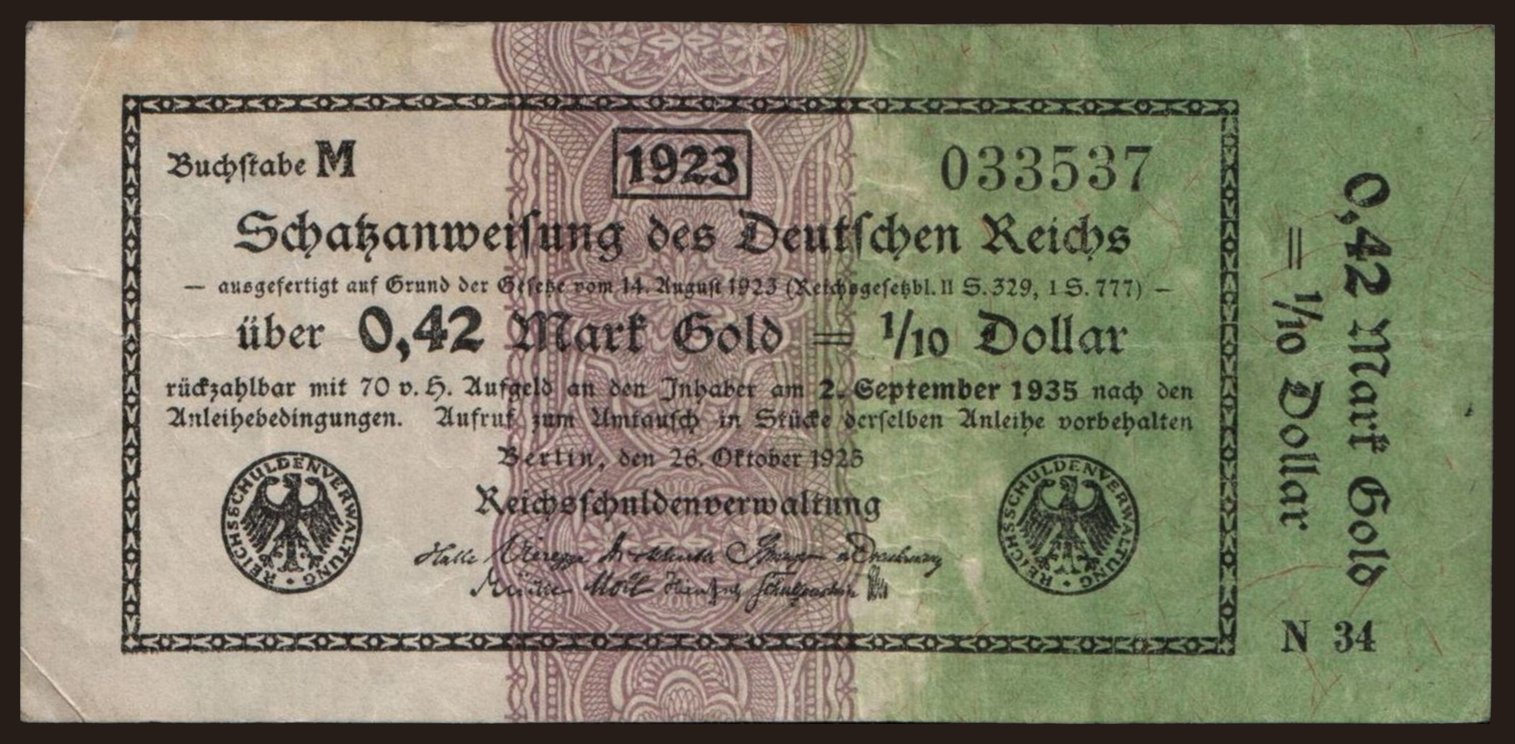 Buchstabe M
1923
033537
Schatzanweisung des Deutschen Reichs
— ausgefertigt auf Grund der Gesetze vom 14. August 1923 (Reichsgesetzbl. II S. 329, I S. 777) —
über 0,42 Mark Gold = 1/10 Dollar
rückzahlbar mit 70 v. H. Aufgeld an den Inhaber am 2. September 1935 nach den
Anleihebedingungen. Aufruf zum Umtausch in Stücke derselben Anleihe vorbehalten
Berlin, den 26. Oktober 1923
Reichsschuldenverwaltung
REICHSSCHULDENVERWALTUNG
REICHSSCHULDENVERWALTUNG
Halle
Müller Noll
0,42 Mark Gold
= 1/10 Dollar
N 34